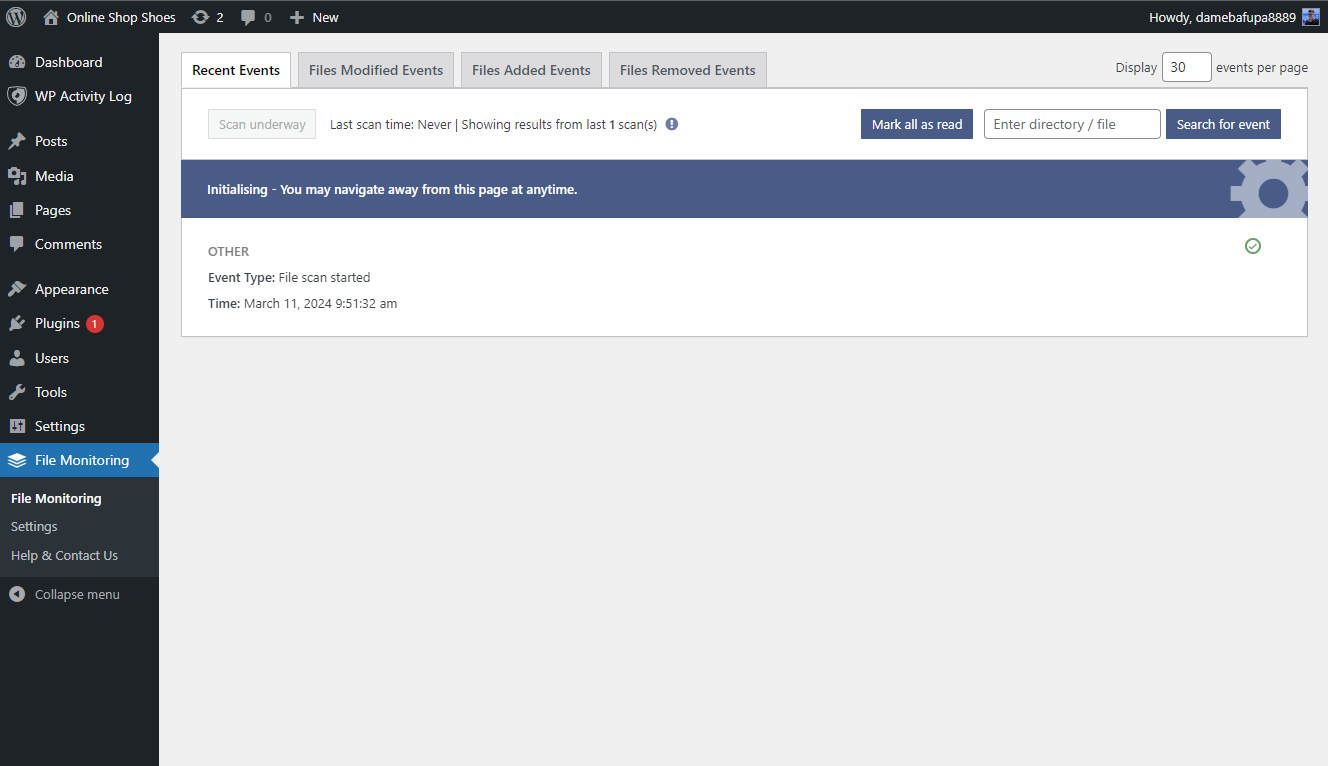 Online Shop Shoes 2 0 New Howdy, damebafupa8889
Dashboard
WP Activity Log
Posts
Media
Pages
Comments
Appearance
Plugins 1
Users
Tools
Settings
File Monitoring
File Monitoring
Settings
Help & Contact Us
Collapse menu
Recent Events Files Modified Events Files Added Events Files Removed Events Display 30 events per page
Scan underway Last scan time: Never | Showing results from last 1 scan(s) Mark all as read Enter directory / file Search for event
Initialising - You may navigate away from this page at anytime.
OTHER
Event Type: File scan started
Time: March 11, 2024 9:51:32 am